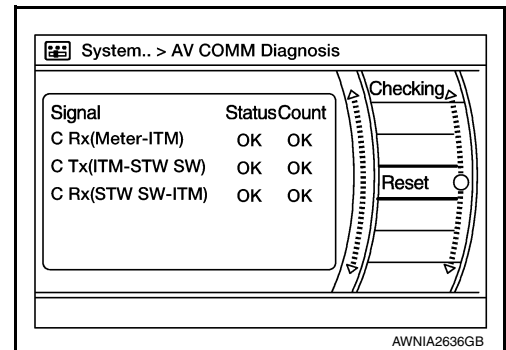 System.. > AV COMM Diagnosis
Checking
Signal Status Count
C Rx(Meter-ITM) OK OK
C Tx(ITM-STW SW) OK OK
C Rx(STW SW-ITM) OK OK
Reset
AWNIA2636GB